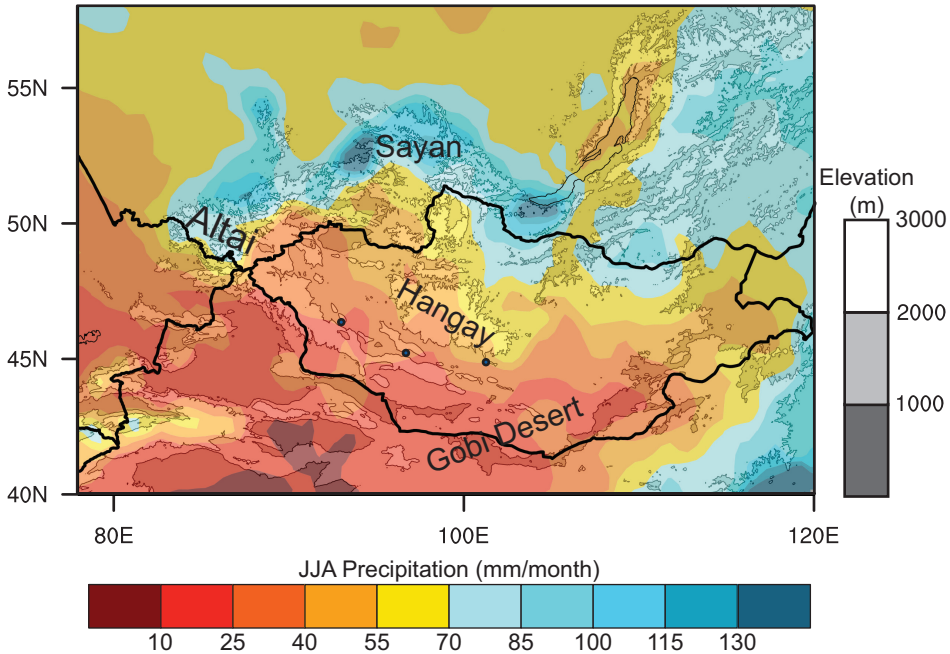 55N
50N
45N
40N
80E
100E
120E
Sayan
Altai
Hangay
Gobi Desert
Elevation
(m)
3000
2000
1000
JJA Precipitation (mm/month)
10 25 40 55 70 85 100 115 130